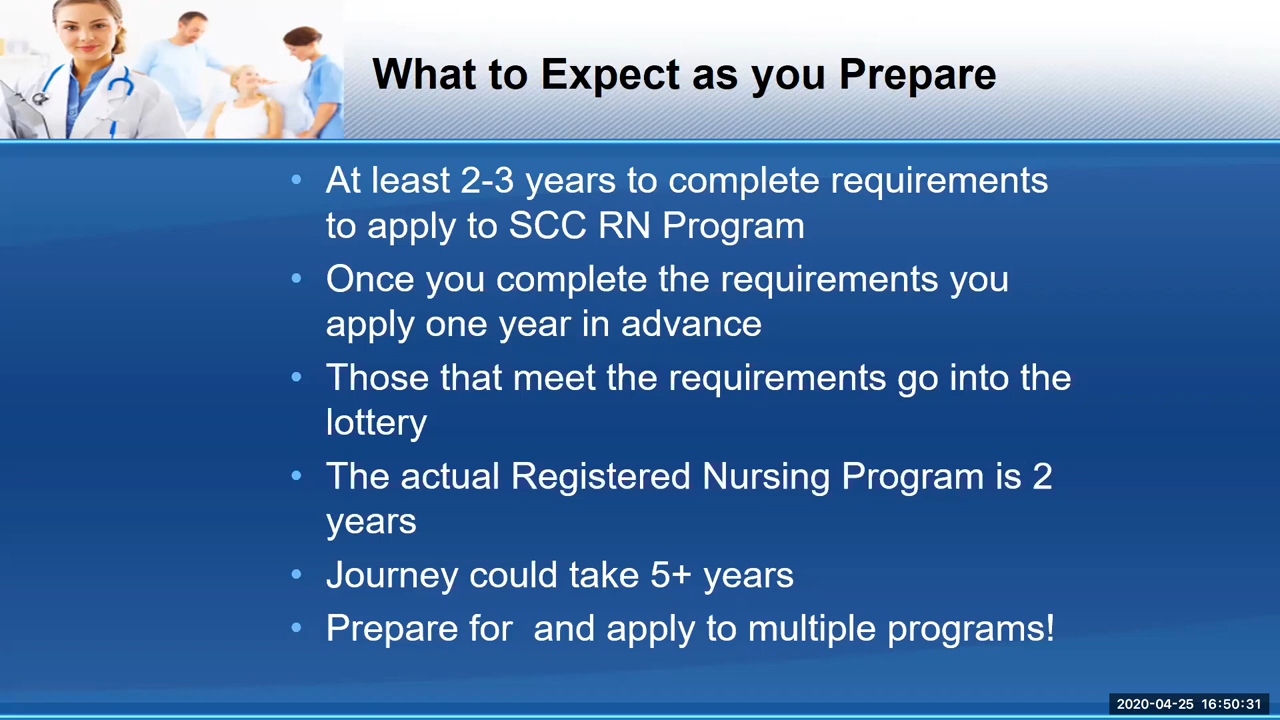 What to Expect as you Prepare
• At least 2-3 years to complete requirements
to apply to SCC RN Program
• Once you complete the requirements you
apply one year in advance
• Those that meet the requirements go into the
lottery
• The actual Registered Nursing Program is 2
years
• Journey could take 5+ years
• Prepare for  and apply to multiple programs!
2020-04-25 16:50:31